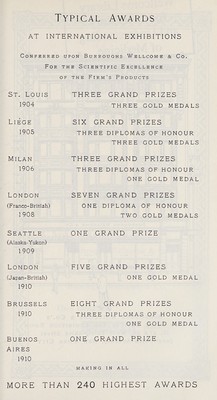 TYPICAL AWARDS
AT INTERNATIONAL EXHIBITIONS
CONFERRED UPON BURROUGHS WELLCOME & CO.
FOR THE SCIENTIFIC EXCELLENCE
OF THE FIRM'S PRODUCTS
ST. LOUIS THREE GRAND PRIZES
1904 THREE GOLD MEDALS
LIÉGE SIX GRAND PRIZES
1905 THREE DIPLOMAS OF HONOUR
THREE GOLD MEDALS
MILAN THREE GRAND PRIZES
1906 THREE DIPLOMAS OF HONOUR
ONE GOLD MEDAL
LONDON SEVEN GRAND PRIZES
(Franco-British) ONE DIPLOMA OF HONOUR
1908 TWO GOLD MEDALS
SEATTLE ONE GRAND PRIZE
(Alaska-Yukon)
1909
LONDON FIVE GRAND PRIZES
(Japan-British) ONE GOLD MEDAL
1910
BRUSSELS EIGHT GRAND PRIZES
1910 THREE DIPLOMAS OF HONOUR
ONE GOLD MEDAL
BUENOS ONE GRAND PRIZE
AIRES
1910
MAKING IN ALL
MORE THAN 240 HIGHEST AWARDS